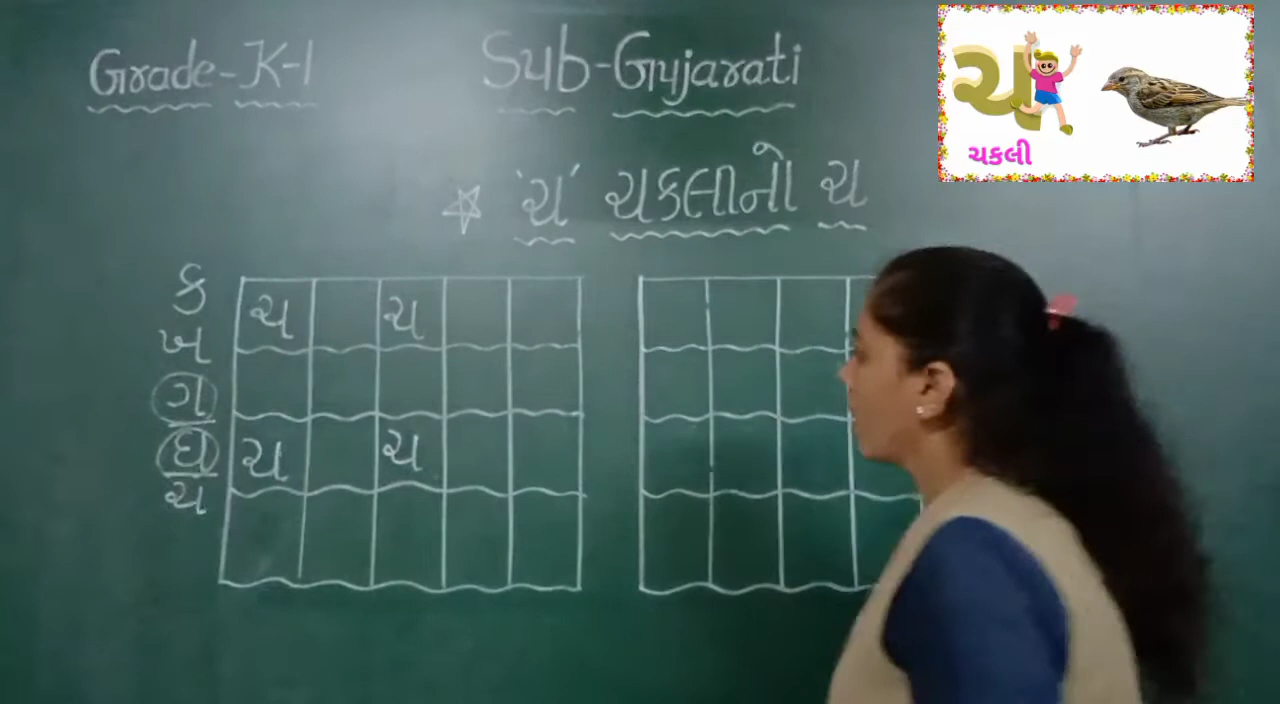 Grade-K-1
Sub-Gujarati
ચ
ચકલી
'ચ' ચકલીનો ચ
ક
ખ
ગ
ઘ
ચ
ચ ચ
ચ ચ